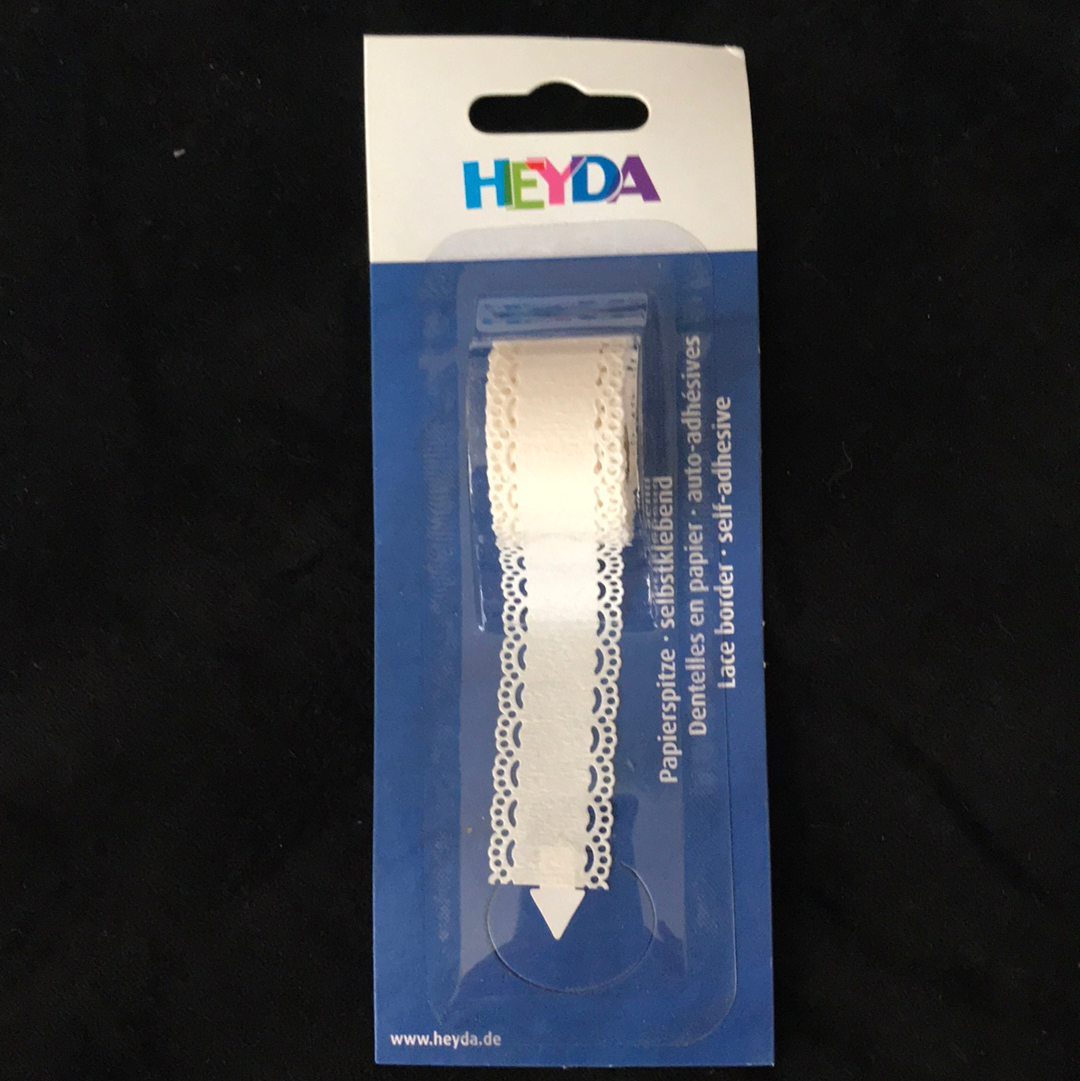 HEYDA
Papierspitze · selbstklebend
Dentelles en papier · auto-adhésives
Lace border · self-adhesive
www.heyda.de